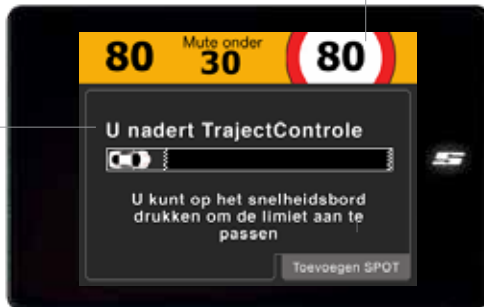 80 Mute onder 80
30
U nadert TrajectControle
U kunt op het snelheidsbord
drukken om de limiet aan te
passen
Toevoegen SPOT